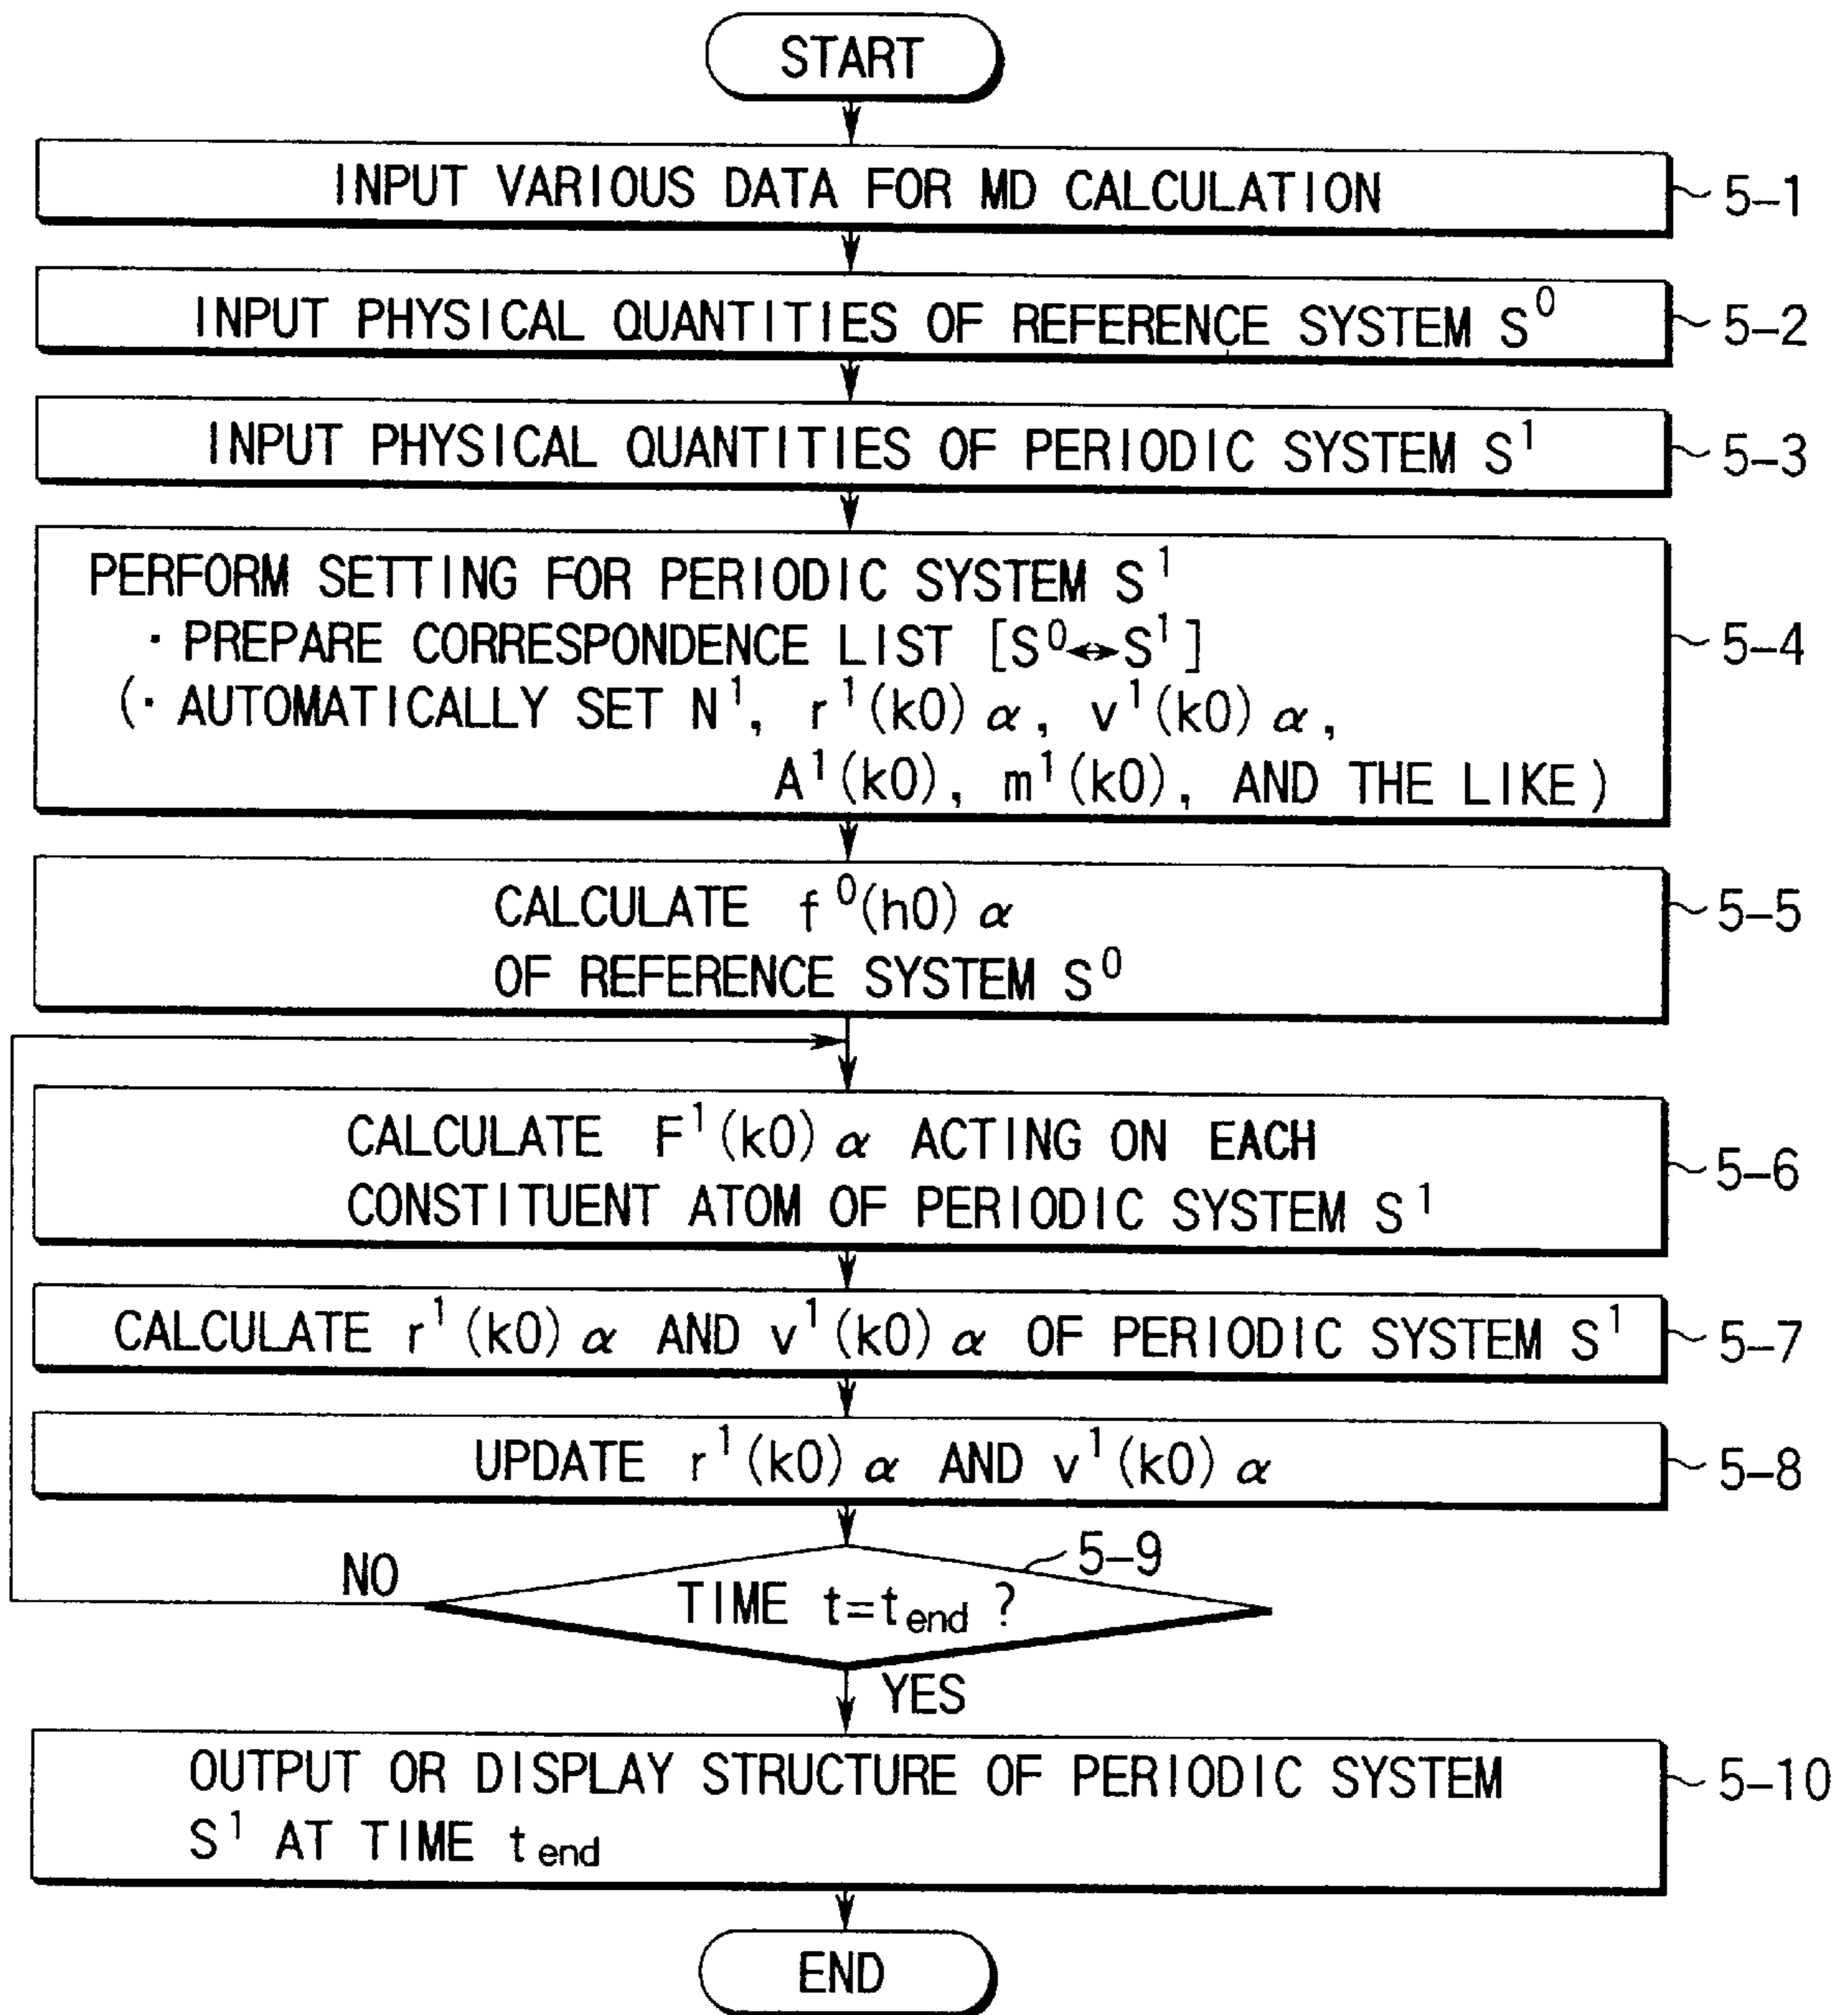 START
INPUT VARIOUS DATA FOR MD CALCULATION
5-1
INPUT PHYSICAL QUANTITIES OF REFERENCE SYSTEM S⁰
5-2
INPUT PHYSICAL QUANTITIES OF PERIODIC SYSTEM S¹
5-3
PERFORM SETTING FOR PERIODIC SYSTEM S¹
· PREPARE CORRESPONDENCE LIST [S⁰↔S¹]
(· AUTOMATICALLY SET N¹, r¹(k0)α, v¹(k0)α,
A¹(k0), m¹(k0), AND THE LIKE)
5-4
CALCULATE f⁰(h0)α
OF REFERENCE SYSTEM S⁰
5-5
CALCULATE F¹(k0)α ACTING ON EACH
CONSTITUENT ATOM OF PERIODIC SYSTEM S¹
5-6
CALCULATE r¹(k0)α AND v¹(k0)α OF PERIODIC SYSTEM S¹
5-7
UPDATE r¹(k0)α AND v¹(k0)α
5-8
5-9
NO
TIME t=t_end ?
YES
OUTPUT OR DISPLAY STRUCTURE OF PERIODIC SYSTEM
S¹ AT TIME t_end
5-10
END